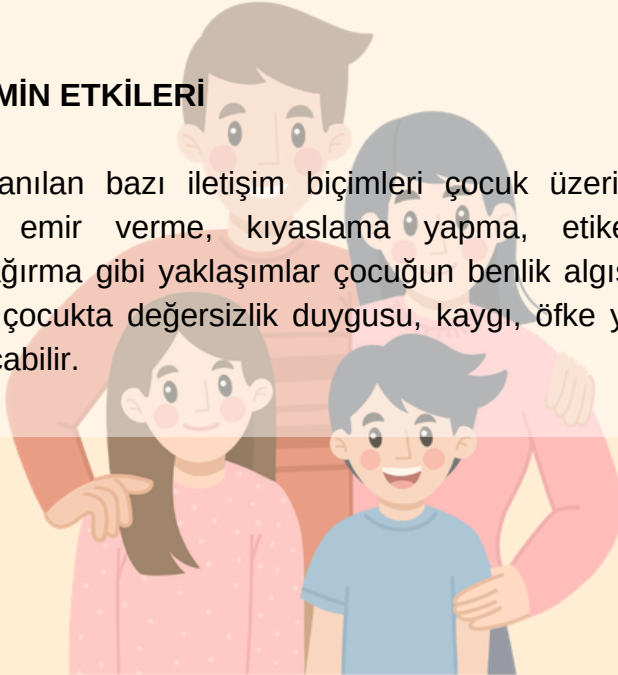 MİN ETKİLERİ
anılan bazı iletişim biçimleri çocuk üzeri
emir verme, kıyaslama yapma, etike
ağırma gibi yaklaşımlar çocuğun benlik algıs
çocukta değersizlik duygusu, kaygı, öfke y
cabilir.